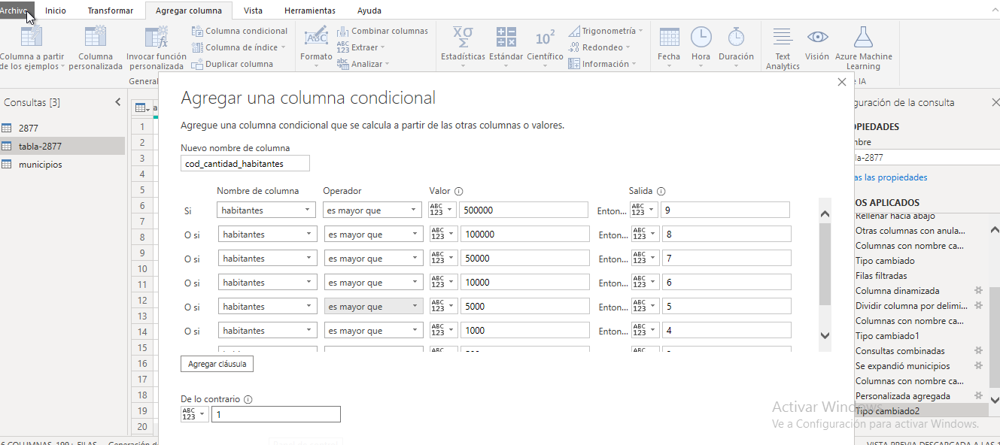 Archivo Inicio Transformar Agregar columna Vista Herramientas Ayuda
Columna a partir de los ejemplos
Columna personalizada
Invocar función personalizada
Columna condicional
Columna de índice
Duplicar columna
General
Formato
Combinar columnas
Extraer
Analizar
Estadísticas
Estándar
Científico
Trigonometría
Redondeo
Información
Fecha
Hora
Duración
Text Analytics
Visión
Azure Machine Learning
e IA
Consultas [3]
2877
tabla-2877
municipios
1
2
3
4
5
6
7
8
9
10
11
12
13
14
15
16
17
18
19
20
Agregar una columna condicional
Agregue una columna condicional que se calcula a partir de las otras columnas o valores.
Nuevo nombre de columna
cod_cantidad_habitantes
Nombre de columna Operador Valor Salida
Si habitantes es mayor que ABC 123 500000 Enton... ABC 123 9
O si habitantes es mayor que ABC 123 100000 Enton... ABC 123 8
O si habitantes es mayor que ABC 123 50000 Enton... ABC 123 7
O si habitantes es mayor que ABC 123 10000 Enton... ABC 123 6
O si habitantes es mayor que ABC 123 5000 Enton... ABC 123 5
O si habitantes es mayor que ABC 123 1000 Enton... ABC 123 4
Agregar cláusula
De lo contrario
ABC 123 1
guración de la consulta
PIEDADES
mbre
la-2877
as las propiedades
OS APLICADOS
Rellenar hacia abajo
Otras columnas con anula...
Columnas con nombre ca...
Tipo cambiado
Filas filtradas
Columna dinamizada
Dividir columna por delimi...
Columnas con nombre ca...
Tipo cambiado1
Consultas combinadas
Se expandió municipios
Columnas con nombre ca...
Personalizada agregada
Tipo cambiado2
Activar Windows
Ve a Configuración para activar Windows.
6 COLUMNAS, 199+ FILAS Generación de
VISTA PREVIA DESCARGADA A LAS 1